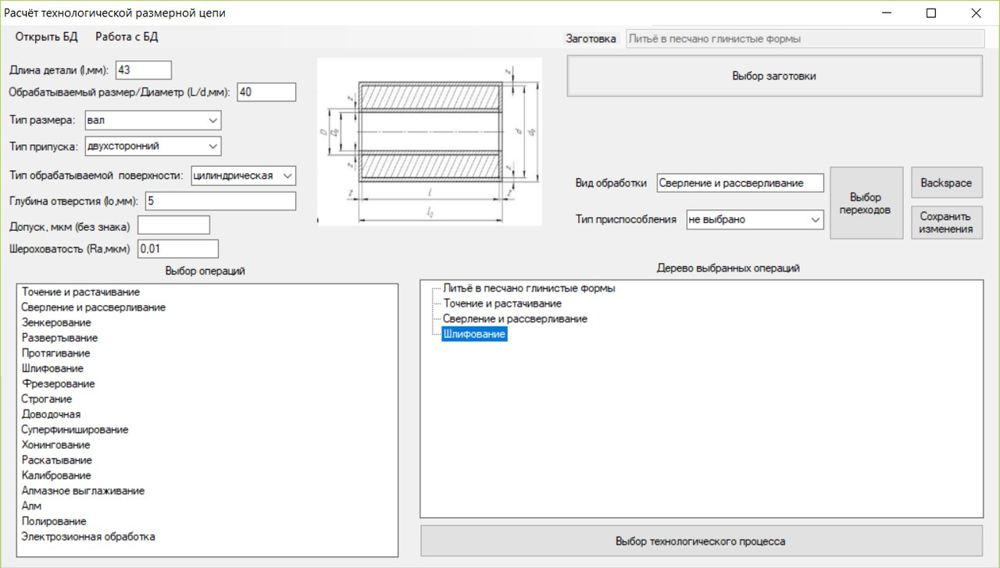 Расчёт технологической размерной цепи
Открыть БД Работа с БД
Заготовка Литьё в песчано глинистые формы
Длина детали (l,мм): 43
Обрабатываемый размер/Диаметр (L/d,мм): 40
Тип размера: вал
Тип припуска: двухсторонний
Тип обрабатываемой поверхности: цилиндрическая
Глубина отверстия (lo,мм): 5
Допуск, мкм (без знака)
Шероховатость (Ra,мкм) 0,01
z
z
D
D₀
d
d₀
z
z
z
l
z
l₀
Выбор заготовки
Вид обработки Сверление и рассверливание
Тип приспособления не выбрано
Выбор
переходов
Backspace
Сохранить
изменения
Выбор операций
Точение и растачивание
Сверление и рассверливание
Зенкерование
Развертывание
Протягивание
Шлифование
Фрезерование
Строгание
Доводочная
Суперфиниширование
Хонингование
Раскатывание
Калибрование
Алмазное выглаживание
Алм
Полирование
Электрозионная обработка
Дерево выбранных операций
Литьё в песчано глинистые формы
Точение и растачивание
Сверление и рассверливание
Шлифование
Выбор технологического процесса